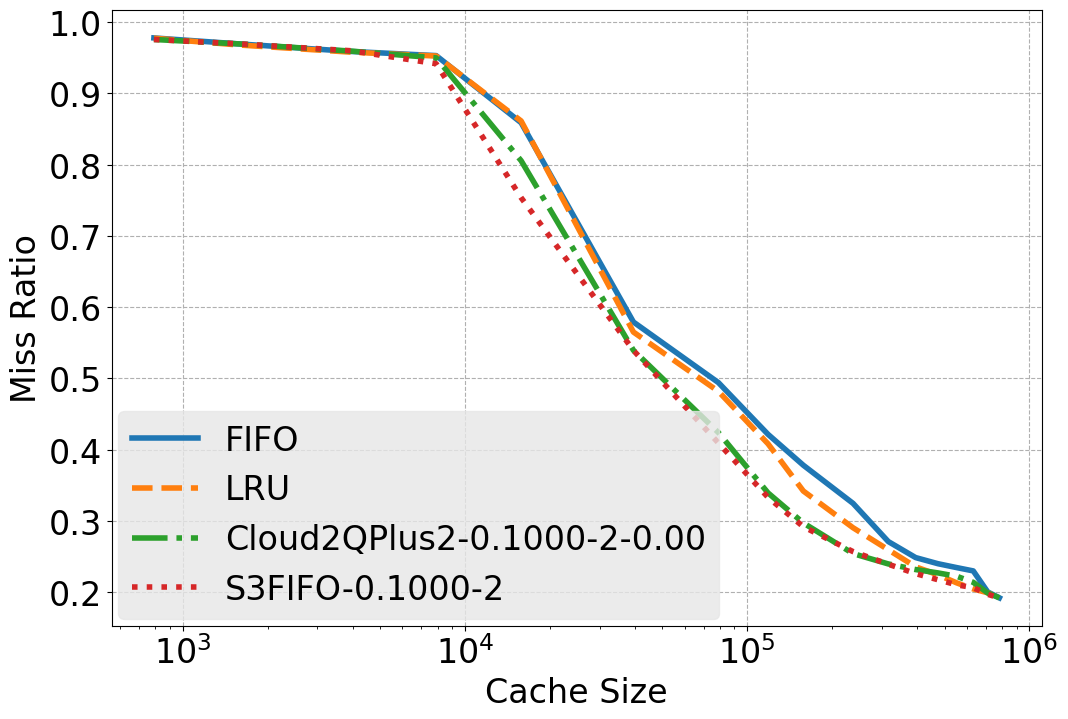 1.0
0.9
0.8
0.7
0.6
0.5
0.4
0.3
0.2
Miss Ratio
FIFO
LRU
Cloud2QPlus2-0.1000-2-0.00
S3FIFO-0.1000-2
10³ 10⁴ 10⁵ 10⁶
Cache Size